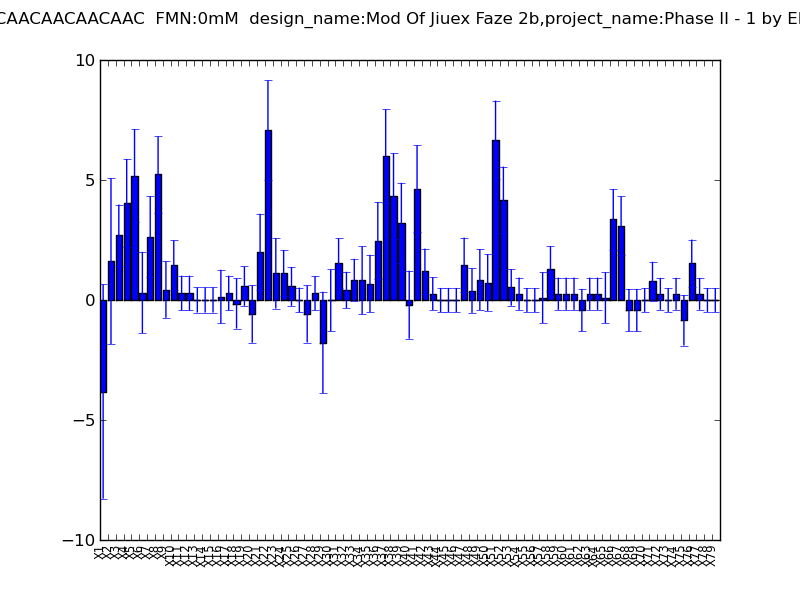 CAACAACAACAAC FMN:0mM design_name:Mod Of Jiuex Faze 2b,project_name:Phase II - 1 by El
10
5
0
−5
−10
X1 X2 X3 X4 X5 X6 X7 X8 X9 X10 X11 X12 X13 X14 X15 X16 X17 X18 X19 X20 X21 X22 X23 X24 X25 X26 X27 X28 X29 X30 X31 X32 X33 X34 X35 X36 X37 X38 X39 X40 X41 X42 X43 X44 X45 X46 X47 X48 X49 X50 X51 X52 X53 X54 X55 X56 X57 X58 X59 X60 X61 X62 X63 X64 X65 X66 X67 X68 X69 X70 X71 X72 X73 X74 X75 X76 X77 X78 X79